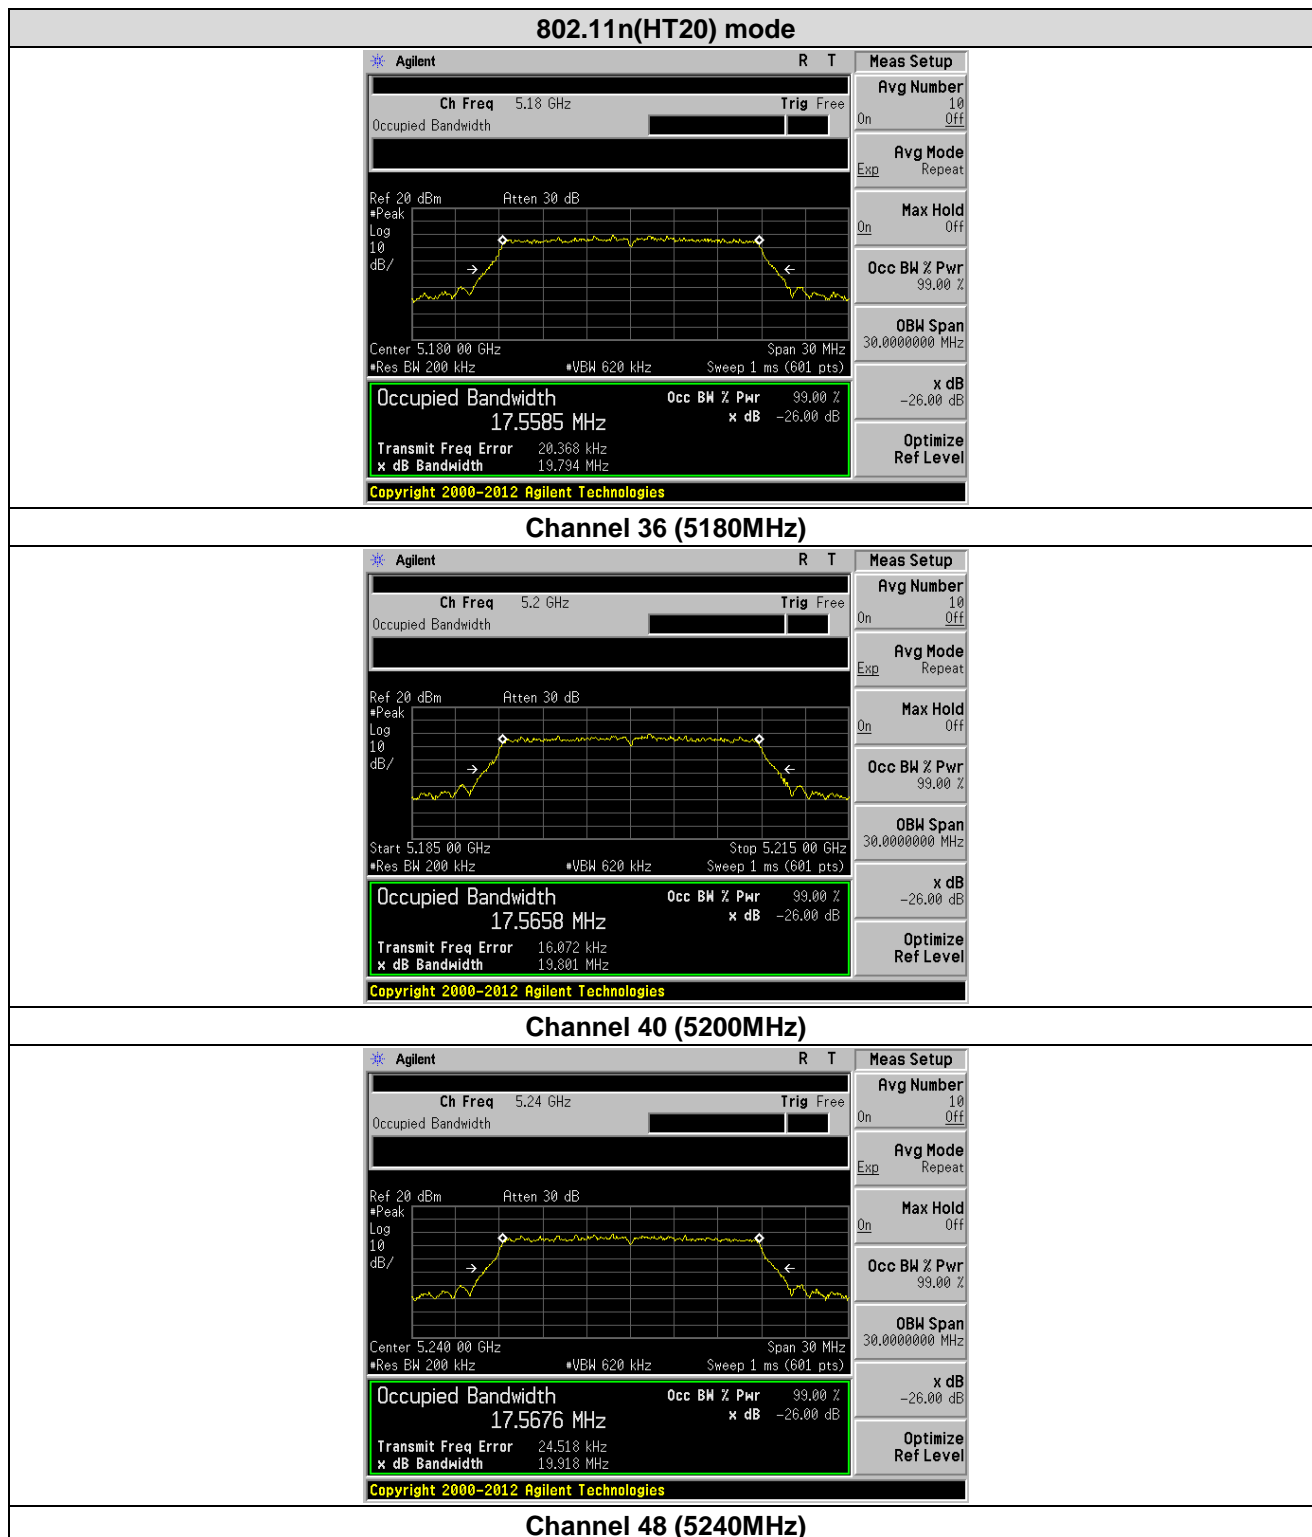 802.11n(HT20) mode
Agilent R T Meas Setup
Ch Freq 5.18 GHz Trig Free
Occupied Bandwidth
Avg Number
10
On Off
Avg Mode
Exp Repeat
Max Hold
On Off
Occ BW % Pwr
99.00 %
OBW Span
30.0000000 MHz
x dB
-26.00 dB
Optimize
Ref Level
Ref 20 dBm Atten 30 dB
#Peak
Log
10
dB/
Center 5.180 00 GHz Span 30 MHz
#Res BW 200 kHz #VBW 620 kHz Sweep 1 ms (601 pts)
Occupied Bandwidth Occ BW % Pwr 99.00 %
17.5585 MHz x dB -26.00 dB
Transmit Freq Error 20.368 kHz
x dB Bandwidth 19.794 MHz
Copyright 2000-2012 Agilent Technologies
Channel 36 (5180MHz)
Agilent R T Meas Setup
Ch Freq 5.2 GHz Trig Free
Occupied Bandwidth
Avg Number
10
On Off
Avg Mode
Exp Repeat
Max Hold
On Off
Occ BW % Pwr
99.00 %
OBW Span
30.0000000 MHz
x dB
-26.00 dB
Optimize
Ref Level
Ref 20 dBm Atten 30 dB
#Peak
Log
10
dB/
Start 5.185 00 GHz Stop 5.215 00 GHz
#Res BW 200 kHz #VBW 620 kHz Sweep 1 ms (601 pts)
Occupied Bandwidth Occ BW % Pwr 99.00 %
17.5658 MHz x dB -26.00 dB
Transmit Freq Error 16.072 kHz
x dB Bandwidth 19.801 MHz
Copyright 2000-2012 Agilent Technologies
Channel 40 (5200MHz)
Agilent R T Meas Setup
Ch Freq 5.24 GHz Trig Free
Occupied Bandwidth
Avg Number
10
On Off
Avg Mode
Exp Repeat
Max Hold
On Off
Occ BW % Pwr
99.00 %
OBW Span
30.0000000 MHz
x dB
-26.00 dB
Optimize
Ref Level
Ref 20 dBm Atten 30 dB
#Peak
Log
10
dB/
Center 5.240 00 GHz Span 30 MHz
#Res BW 200 kHz #VBW 620 kHz Sweep 1 ms (601 pts)
Occupied Bandwidth Occ BW % Pwr 99.00 %
17.5676 MHz x dB -26.00 dB
Transmit Freq Error 24.518 kHz
x dB Bandwidth 19.918 MHz
Copyright 2000-2012 Agilent Technologies
Channel 48 (5240MHz)